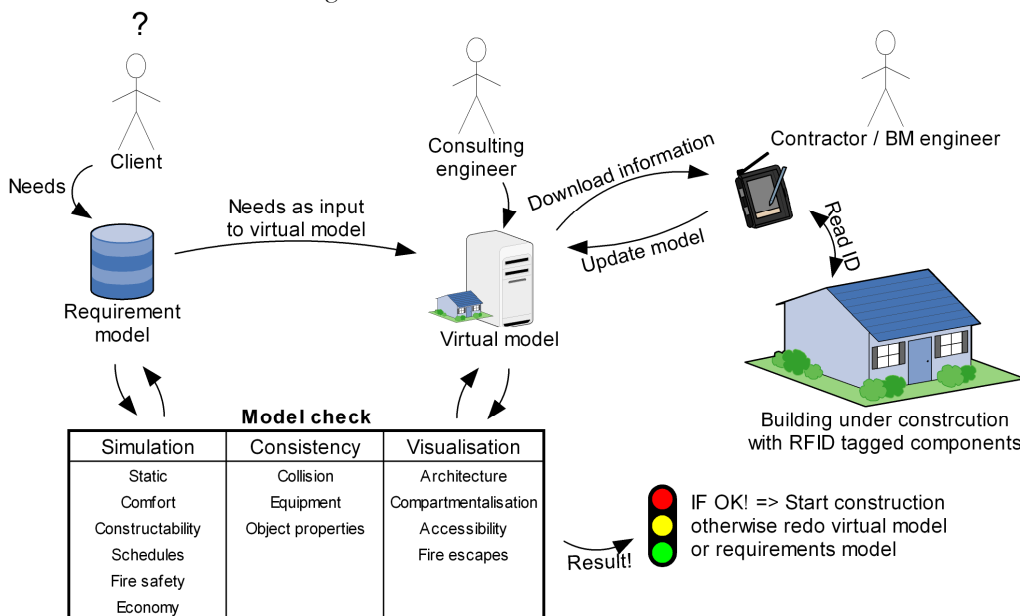 ?
Client
Needs
Requirement
model
Needs as input
to virtual model
Consulting
engineer
Virtual model
Download information
Update model
Contractor / BM engineer
Read ID
Building under constrcution
with RFID tagged components
Model check
Simulation
Static
Comfort
Constructability
Schedules
Fire safety
Economy
Consistency
Collision
Equipment
Object properties
Visualisation
Architecture
Compartmentalisation
Accessibility
Fire escapes
Result!
IF OK! => Start construction
otherwise redo virtual model
or requirements model